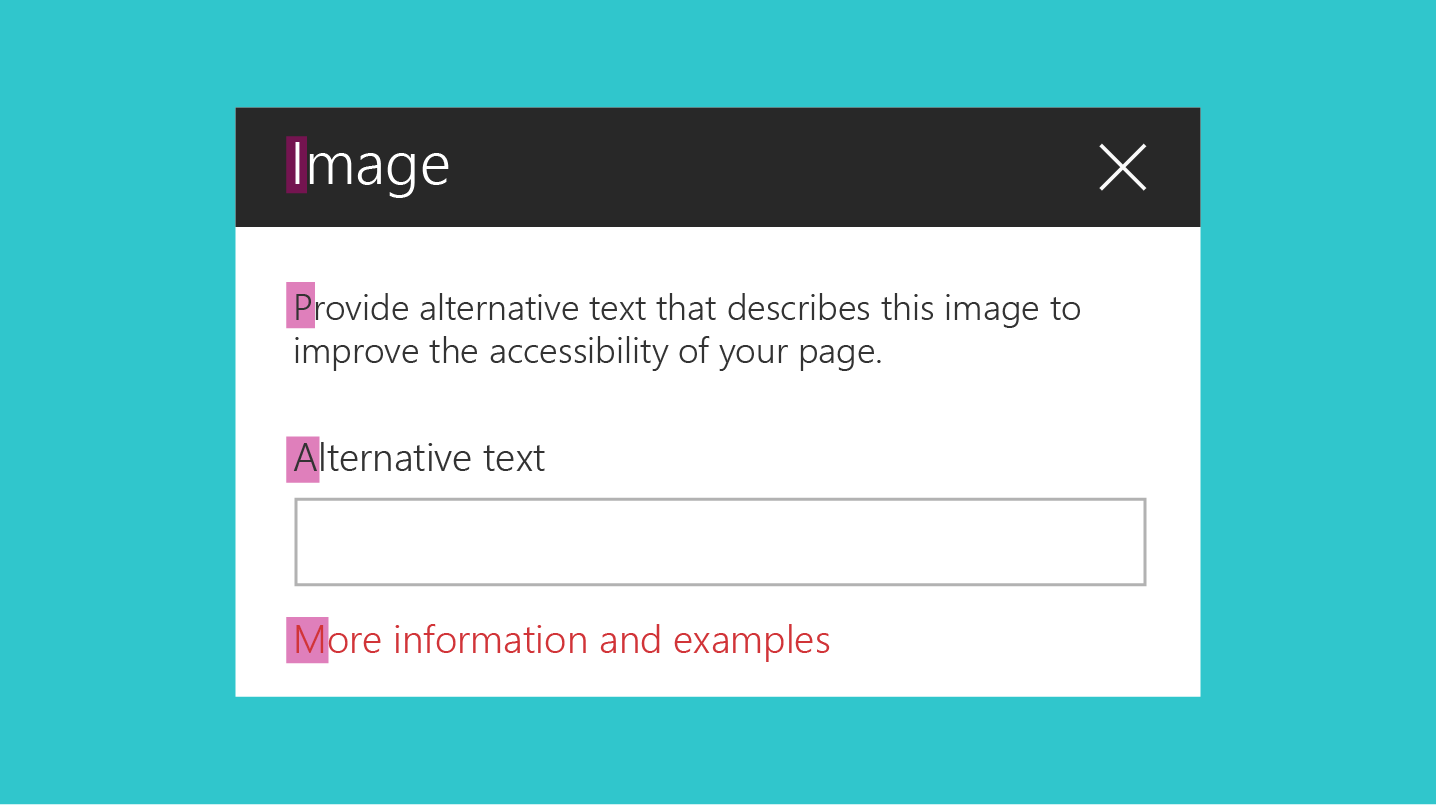 Image
Provide alternative text that describes this image to
improve the accessibility of your page.
Alternative text
More information and examples